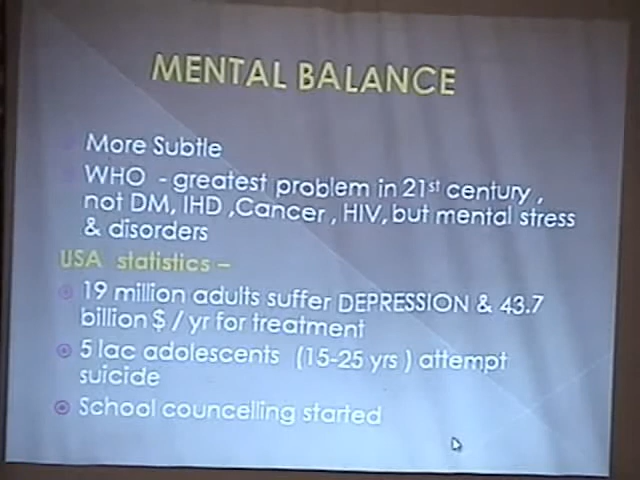 MENTAL BALANCE
More Subtle
WHO - greatest problem in 21st century ,
not DM, IHD ,Cancer , HIV, but mental stress
& disorders
USA statistics –
19 million adults suffer DEPRESSION & 43.7
billion $ / yr for treatment
5 lac adolescents (15-25 yrs ) attempt
suicide
School councelling started